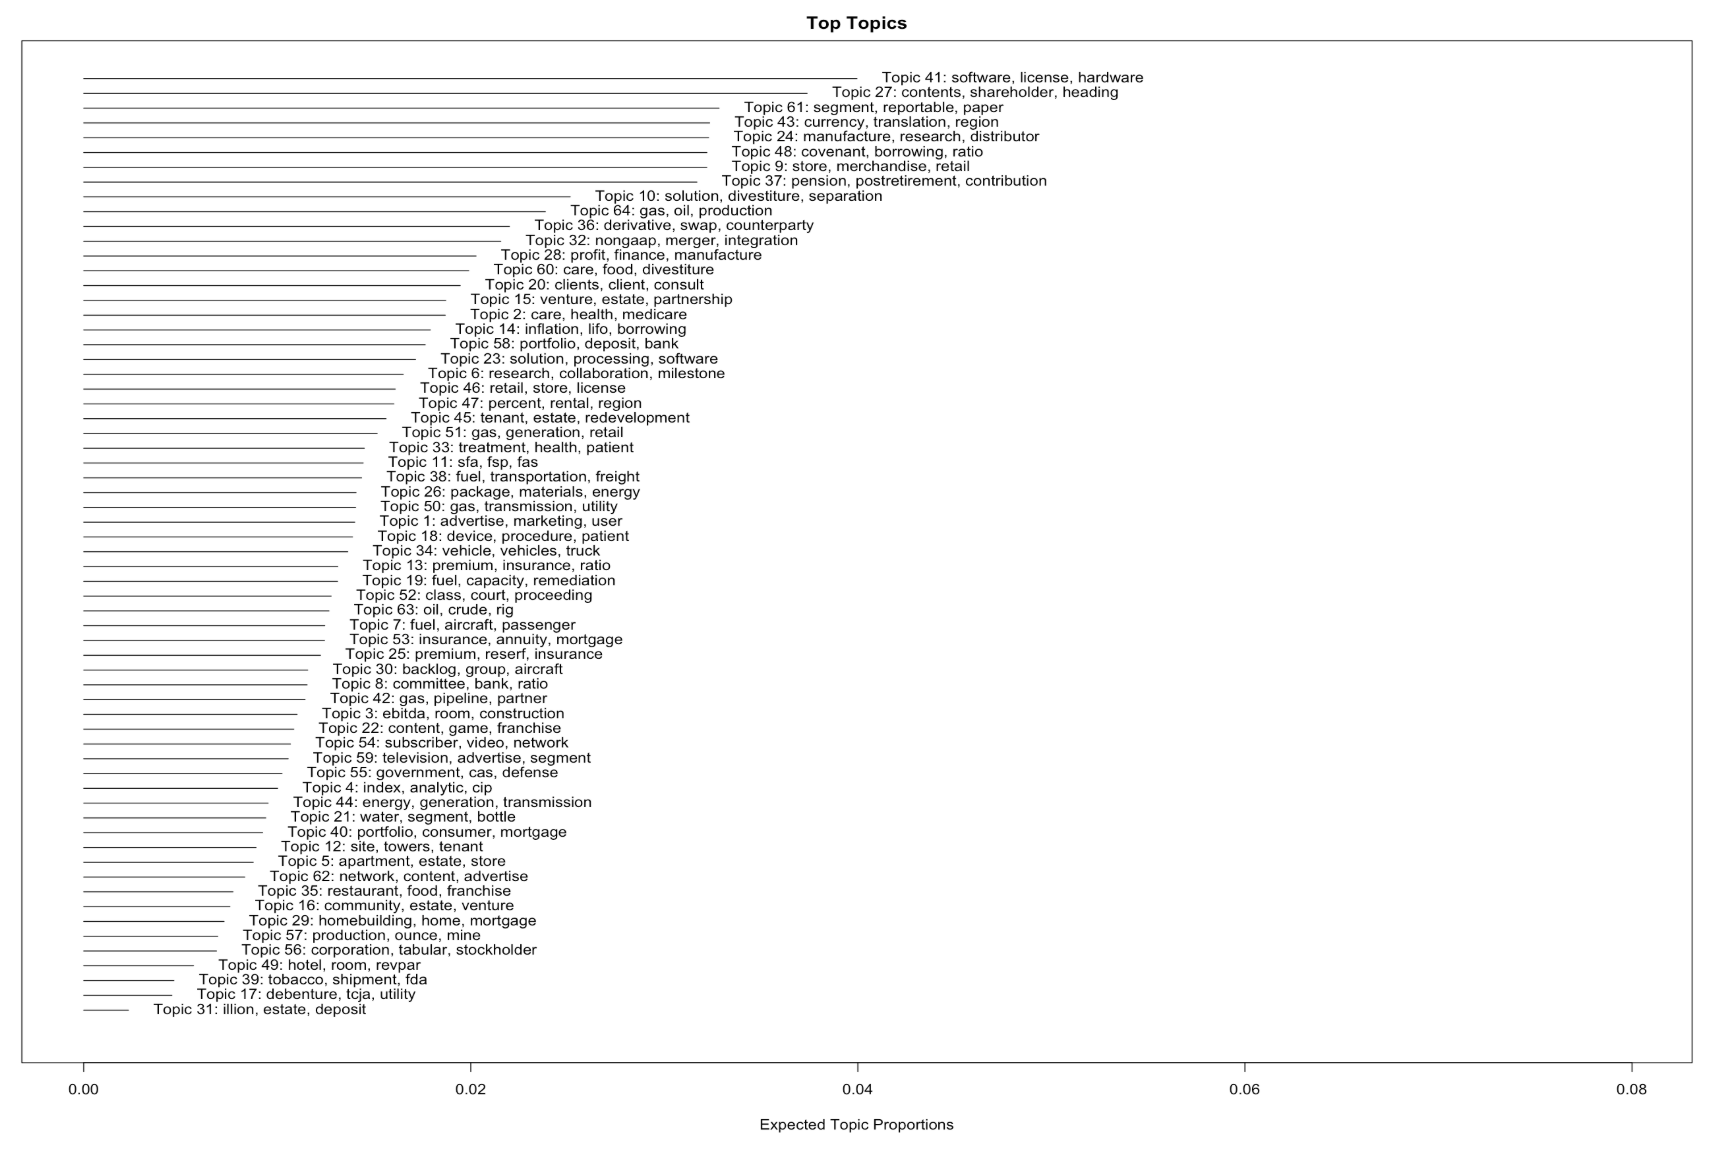 Top Topics
Topic 41: software, license, hardware
Topic 27: contents, shareholder, heading
Topic 61: segment, reportable, paper
Topic 43: currency, translation, region
Topic 24: manufacture, research, distributor
Topic 48: covenant, borrowing, ratio
Topic 9: store, merchandise, retail
Topic 37: pension, postretirement, contribution
Topic 10: solution, divestiture, separation
Topic 64: gas, oil, production
Topic 36: derivative, swap, counterparty
Topic 32: nongaap, merger, integration
Topic 28: profit, finance, manufacture
Topic 60: care, food, divestiture
Topic 20: clients, client, consult
Topic 15: venture, estate, partnership
Topic 2: care, health, medicare
Topic 14: inflation, lifo, borrowing
Topic 58: portfolio, deposit, bank
Topic 23: solution, processing, software
Topic 6: research, collaboration, milestone
Topic 46: retail, store, license
Topic 47: percent, rental, region
Topic 45: tenant, estate, redevelopment
Topic 51: gas, generation, retail
Topic 33: treatment, health, patient
Topic 11: sfa, fsp, fas
Topic 38: fuel, transportation, freight
Topic 26: package, materials, energy
Topic 50: gas, transmission, utility
Topic 1: advertise, marketing, user
Topic 18: device, procedure, patient
Topic 34: vehicle, vehicles, truck
Topic 13: premium, insurance, ratio
Topic 19: fuel, capacity, remediation
Topic 52: class, court, proceeding
Topic 63: oil, crude, rig
Topic 7: fuel, aircraft, passenger
Topic 53: insurance, annuity, mortgage
Topic 25: premium, reserf, insurance
Topic 30: backlog, group, aircraft
Topic 8: committee, bank, ratio
Topic 42: gas, pipeline, partner
Topic 3: ebitda, room, construction
Topic 22: content, game, franchise
Topic 54: subscriber, video, network
Topic 59: television, advertise, segment
Topic 55: government, cas, defense
Topic 4: index, analytic, cip
Topic 44: energy, generation, transmission
Topic 21: water, segment, bottle
Topic 40: portfolio, consumer, mortgage
Topic 12: site, towers, tenant
Topic 5: apartment, estate, store
Topic 62: network, content, advertise
Topic 35: restaurant, food, franchise
Topic 16: community, estate, venture
Topic 29: homebuilding, home, mortgage
Topic 57: production, ounce, mine
Topic 56: corporation, tabular, stockholder
Topic 49: hotel, room, revpar
Topic 39: tobacco, shipment, fda
Topic 17: debenture, tcja, utility
Topic 31: illion, estate, deposit
0.00 0.02 0.04 0.06 0.08
Expected Topic Proportions